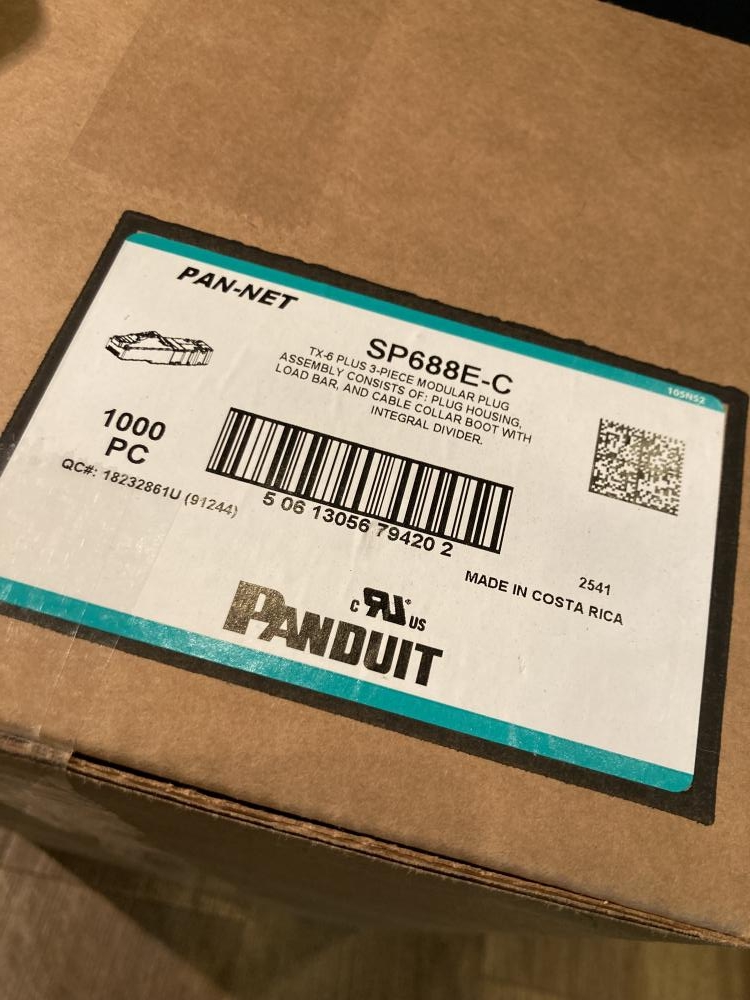 PAN-NET
SP688E-C
TX-6 PLUS 3-PIECE MODULAR PLUG
ASSEMBLY CONSISTS OF: PLUG HOUSING,
LOAD BAR, AND CABLE COLLAR BOOT WITH
INTEGRAL DIVIDER.
105N52
1000
PC
QC#: 18232861U (91244)
5 06 13056 79420 2
2541
MADE IN COSTA RICA
C RU® US
PANDUIT